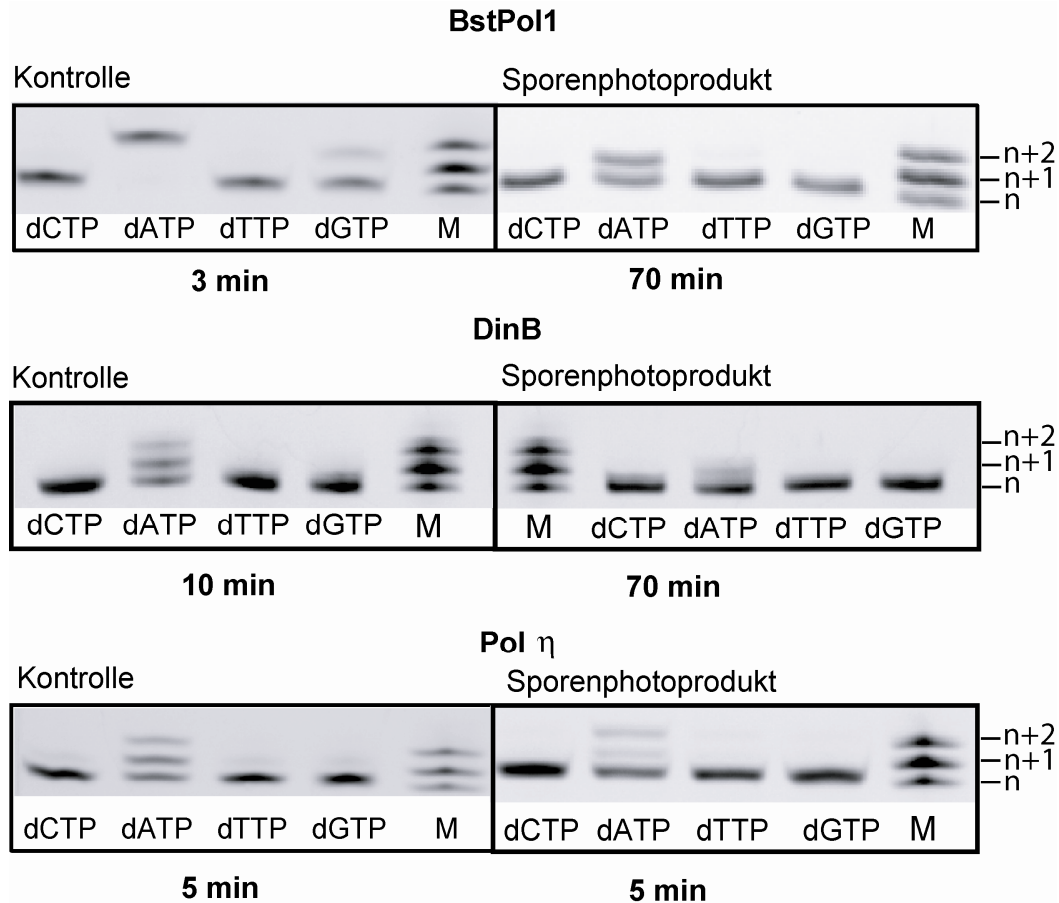 BstPol1
Kontrolle Sporenphotoprodukt
n+2
n+1
n
dCTP dATP dTTP dGTP M dCTP dATP dTTP dGTP M
3 min 70 min
DinB
Kontrolle Sporenphotoprodukt
n+2
n+1
n
dCTP dATP dTTP dGTP M M dCTP dATP dTTP dGTP
10 min 70 min
Pol η
Kontrolle Sporenphotoprodukt
n+2
n+1
n
dCTP dATP dTTP dGTP M dCTP dATP dTTP dGTP M
5 min 5 min